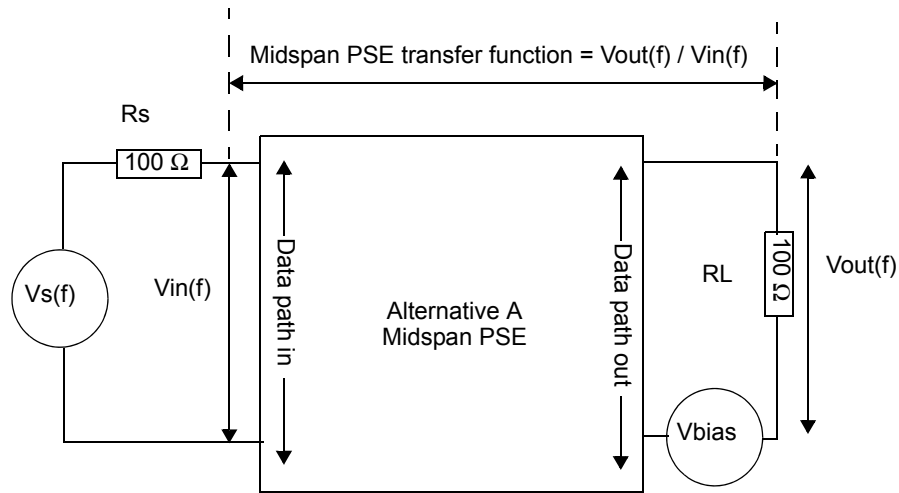 Midspan PSE transfer function = Vout(f) / Vin(f)
Rs
100 Ω
Data path in
Data path out
100 Ω
Vs(f)
Vin(f)
Alternative A
Midspan PSE
RL
Vout(f)
Vbias